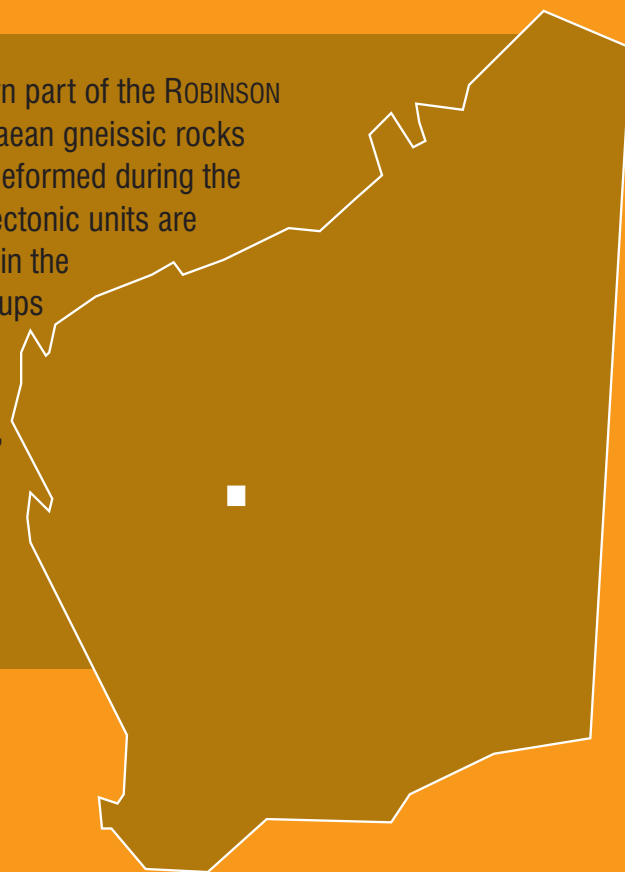 n part of the ROBINSON
aean gneissic rocks
eformed during the
ectonic units are
in the
ups
,